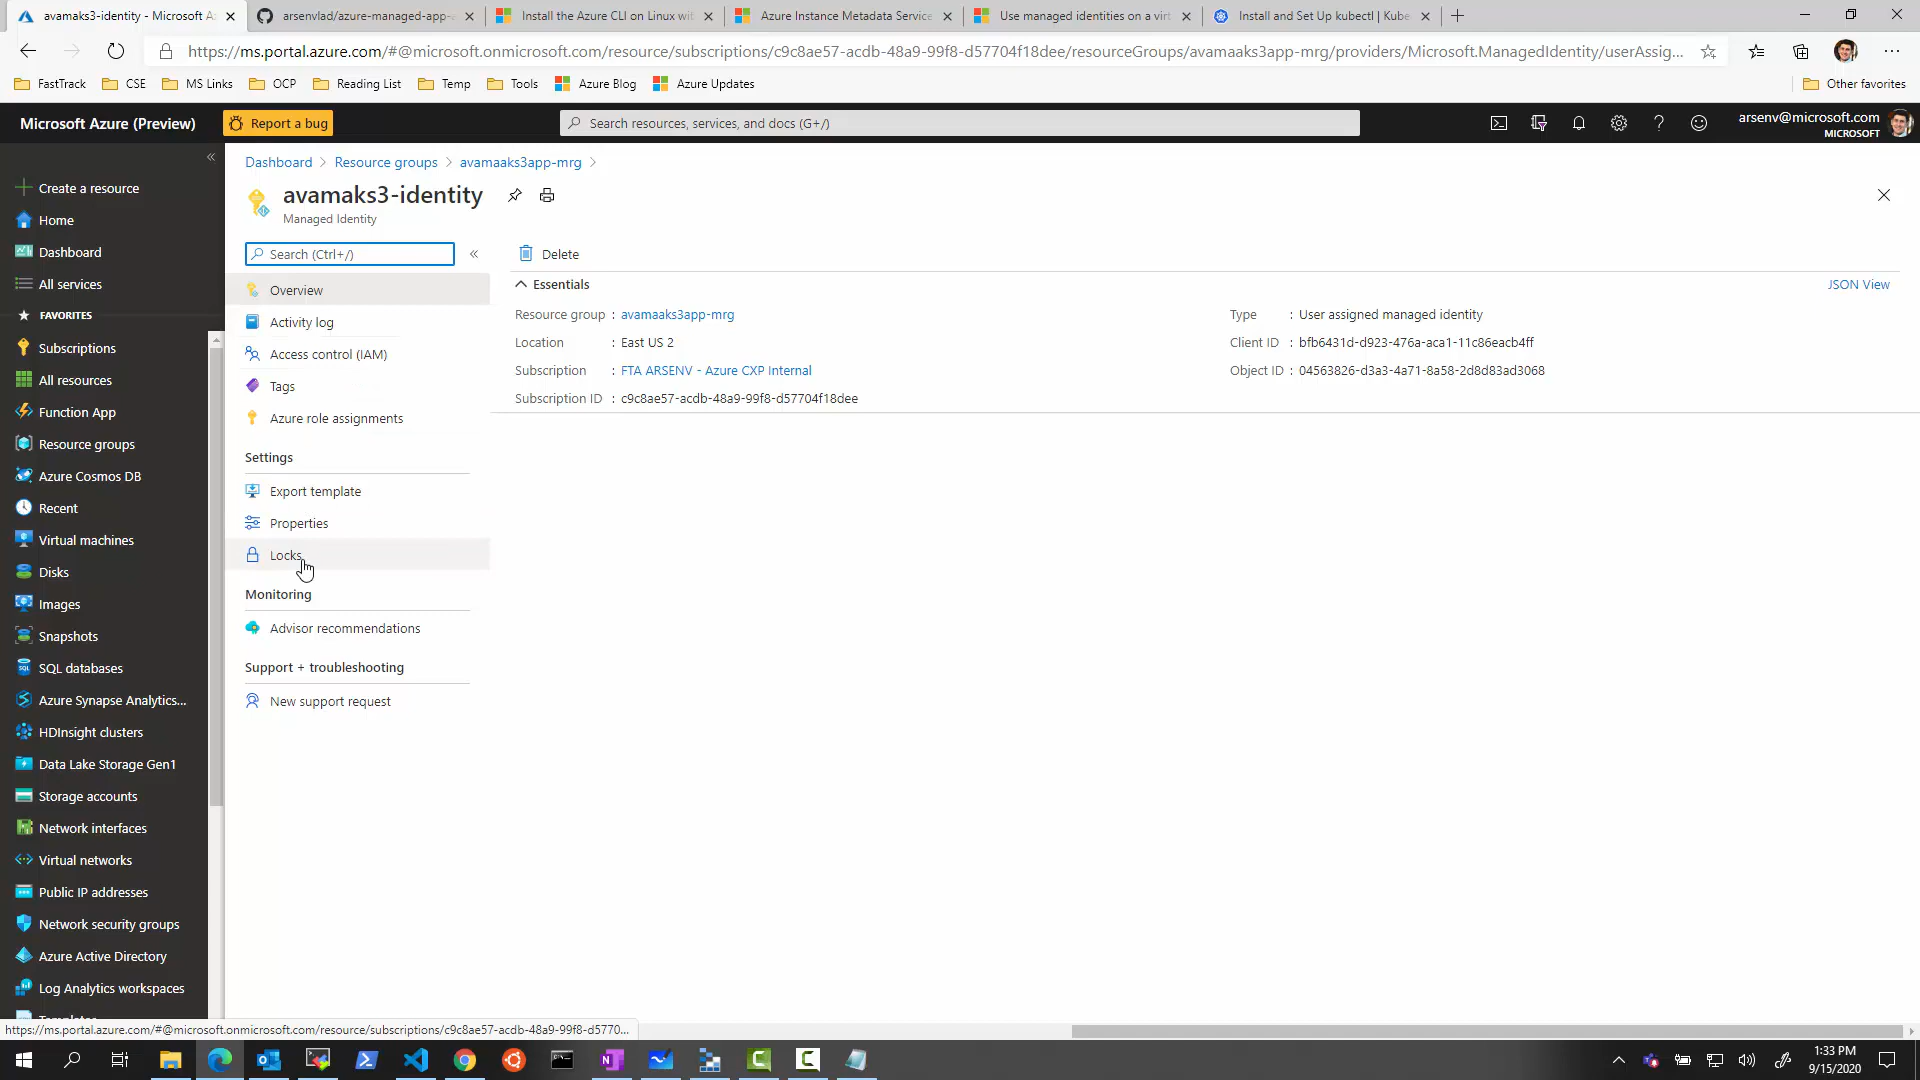 avamaks3-identity - Microsoft A
arsenvlad/azure-managed-app-a
Install the Azure CLI on Linux wit
Azure Instance Metadata Service
Use managed identities on a virt
Install and Set Up kubectl | Kube
https://ms.portal.azure.com/#@microsoft.onmicrosoft.com/resource/subscriptions/c9c8ae57-acdb-48a9-99f8-d57704f18dee/resourceGroups/avamaaks3app-mrg/providers/Microsoft.ManagedIdentity/userAssig...
FastTrack
CSE
MS Links
OCP
Reading List
Temp
Tools
Azure Blog
Azure Updates
Other favorites
Microsoft Azure (Preview)
Report a bug
Search resources, services, and docs (G+/)
arsenv@microsoft.com
MICROSOFT
Create a resource
Home
Dashboard
All services
FAVORITES
Subscriptions
All resources
Function App
Resource groups
Azure Cosmos DB
Recent
Virtual machines
Disks
Images
Snapshots
SQL databases
Azure Synapse Analytics...
HDInsight clusters
Data Lake Storage Gen1
Storage accounts
Network interfaces
Virtual networks
Public IP addresses
Network security groups
Azure Active Directory
Log Analytics workspaces
Dashboard > Resource groups > avamaaks3app-mrg >
avamaks3-identity
Managed Identity
Search (Ctrl+/)
Overview
Activity log
Access control (IAM)
Tags
Azure role assignments
Settings
Export template
Properties
Locks
Monitoring
Advisor recommendations
Support + troubleshooting
New support request
Delete
Essentials
JSON View
Resource group : avamaaks3app-mrg
Location : East US 2
Subscription : FTA ARSENV - Azure CXP Internal
Subscription ID : c9c8ae57-acdb-48a9-99f8-d57704f18dee
Type : User assigned managed identity
Client ID : bfb6431d-d923-476a-aca1-11c86eacb4ff
Object ID : 04563826-d3a3-4a71-8a58-2d8d83ad3068
https://ms.portal.azure.com/#@microsoft.onmicrosoft.com/resource/subscriptions/c9c8ae57-acdb-48a9-99f8-d5770...
1:33 PM
9/15/2020